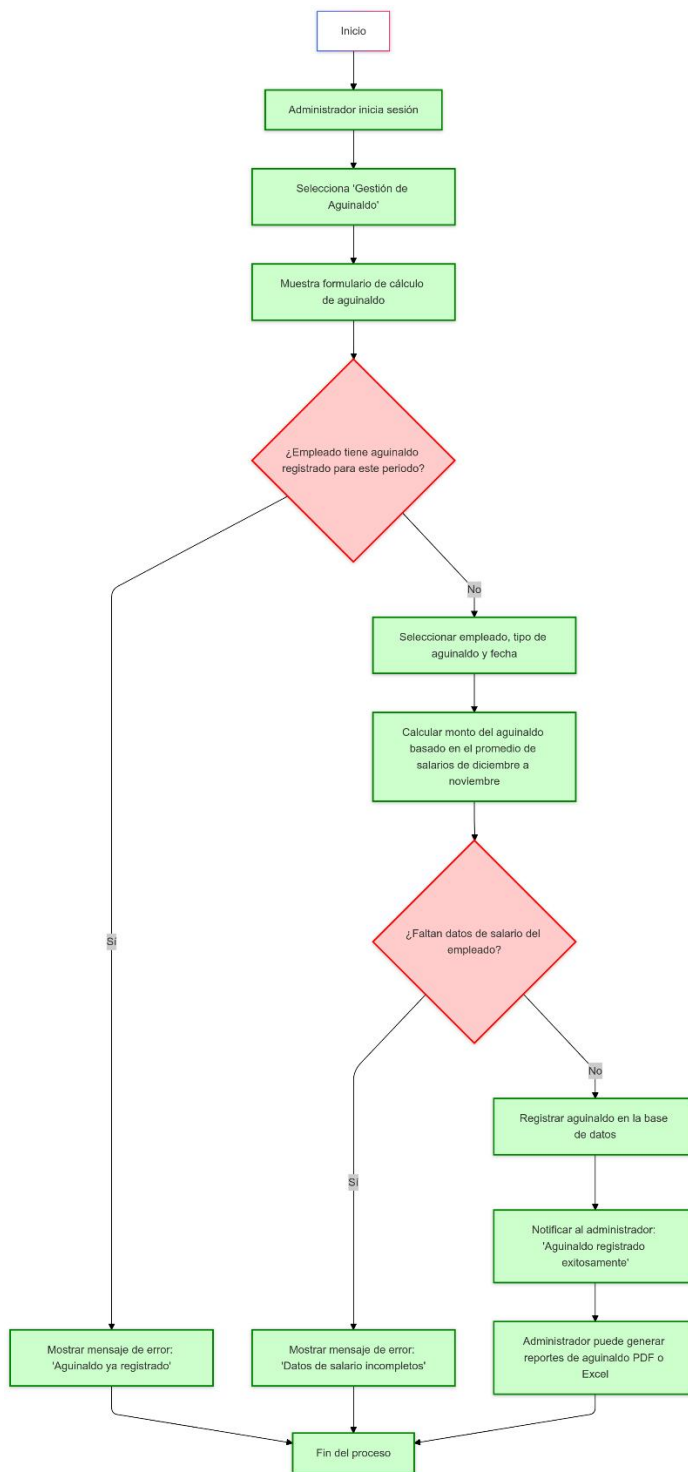 Inicio
Administrador inicia sesión
Selecciona 'Gestión de
Aguinaldo'
Muestra formulario de cálculo
de aguinaldo
¿Empleado tiene aguinaldo
registrado para este periodo?
No
Seleccionar empleado, tipo de
aguinaldo y fecha
Calcular monto del aguinaldo
basado en el promedio de
salarios de diciembre a
noviembre
Sí
¿Faltan datos de salario del
empleado?
No
Sí
Registrar aguinaldo en la base
de datos
Notificar al administrador:
'Aguinaldo registrado
exitosamente'
Mostrar mensaje de error:
'Aguinaldo ya registrado'
Mostrar mensaje de error:
'Datos de salario incompletos'
Administrador puede generar
reportes de aguinaldo PDF o
Excel
Fin del proceso